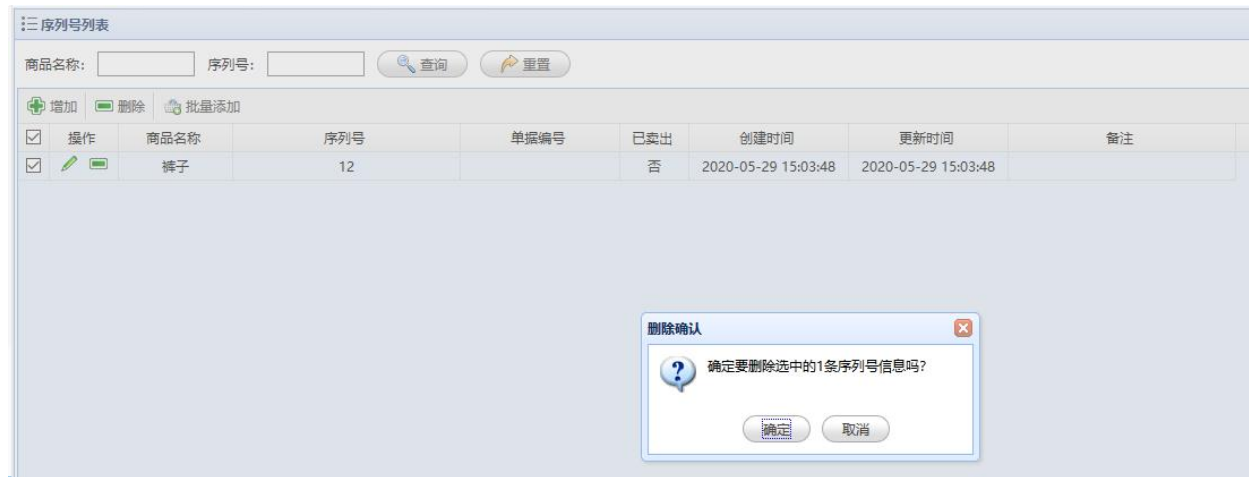 序列号列表
商品名称: 序列号: 查询 重置
增加 删除 批量添加
操作 商品名称 序列号 单据编号 已卖出 创建时间 更新时间 备注
裤子 12 否 2020-05-29 15:03:48 2020-05-29 15:03:48
删除确认
确定要删除选中的1条序列号信息吗?
确定 取消